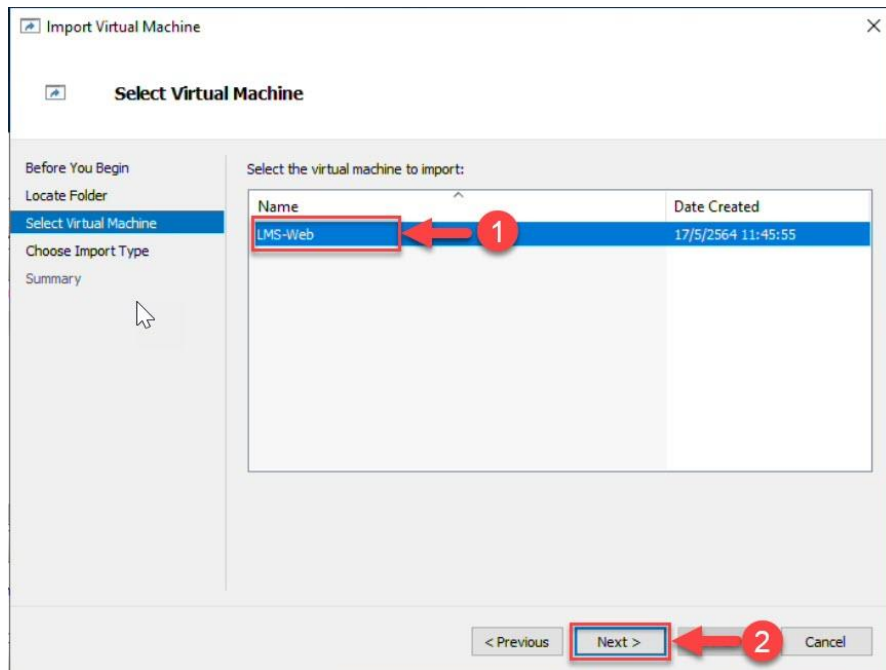 Import Virtual Machine
Select Virtual Machine
Before You Begin
Locate Folder
Select Virtual Machine
Choose Import Type
Summary
Select the virtual machine to import:
Name Date Created
LMS-Web 1 17/5/2564 11:45:55
< Previous Next > 2 Cancel